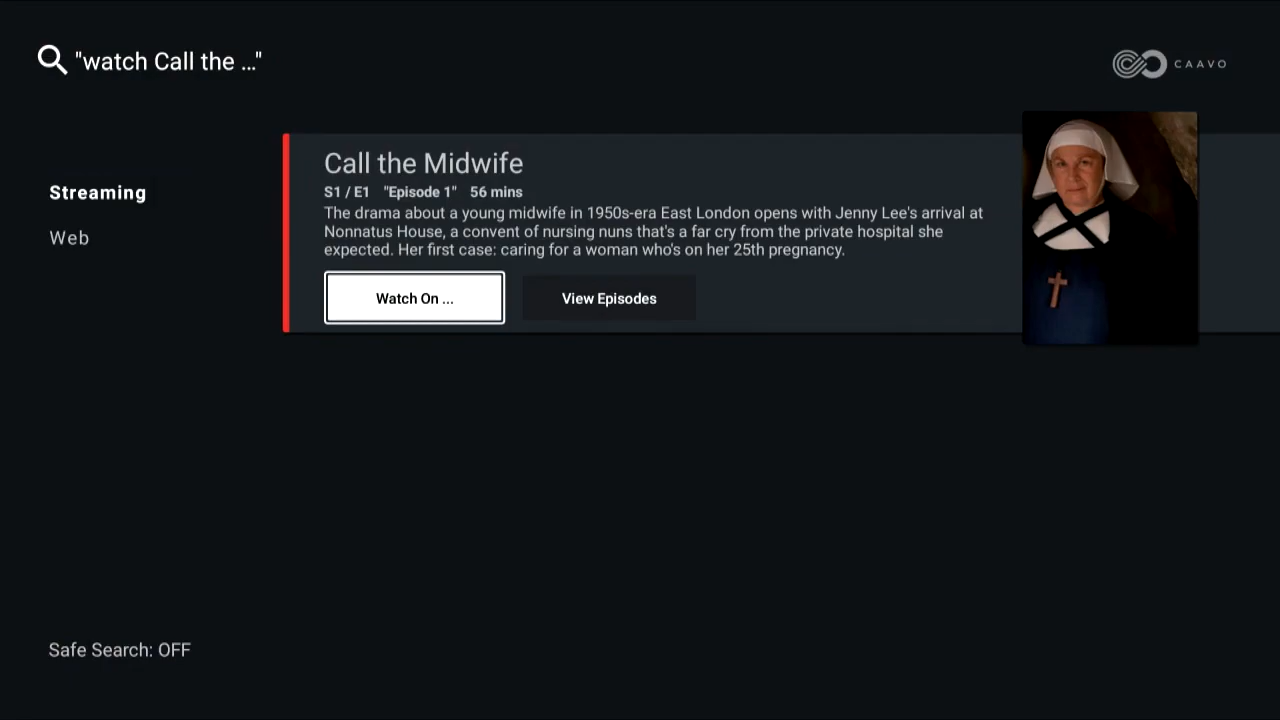 "watch Call the ..."
CAAVO
Streaming
Web
Call the Midwife
S1 / E1 "Episode 1" 56 mins
The drama about a young midwife in 1950s-era East London opens with Jenny Lee's arrival at
Nonnatus House, a convent of nursing nuns that's a far cry from the private hospital she
expected. Her first case: caring for a woman who's on her 25th pregnancy.
Watch On ...
View Episodes
Safe Search: OFF